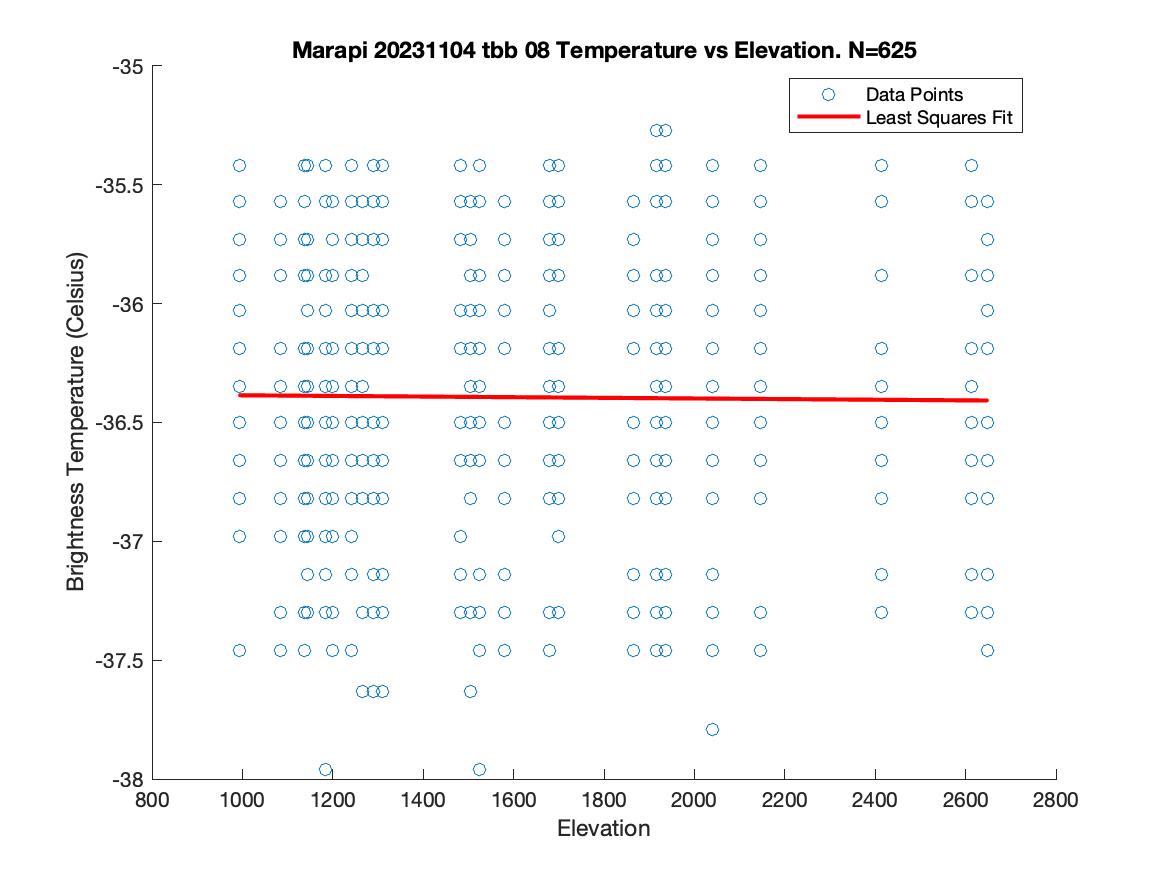 Marapi 20231104 tbb 08 Temperature vs Elevation. N=625
Data Points
Least Squares Fit
Brightness Temperature (Celsius)
-35
-35.5
-36
-36.5
-37
-37.5
-38
800 1000 1200 1400 1600 1800 2000 2200 2400 2600 2800
Elevation